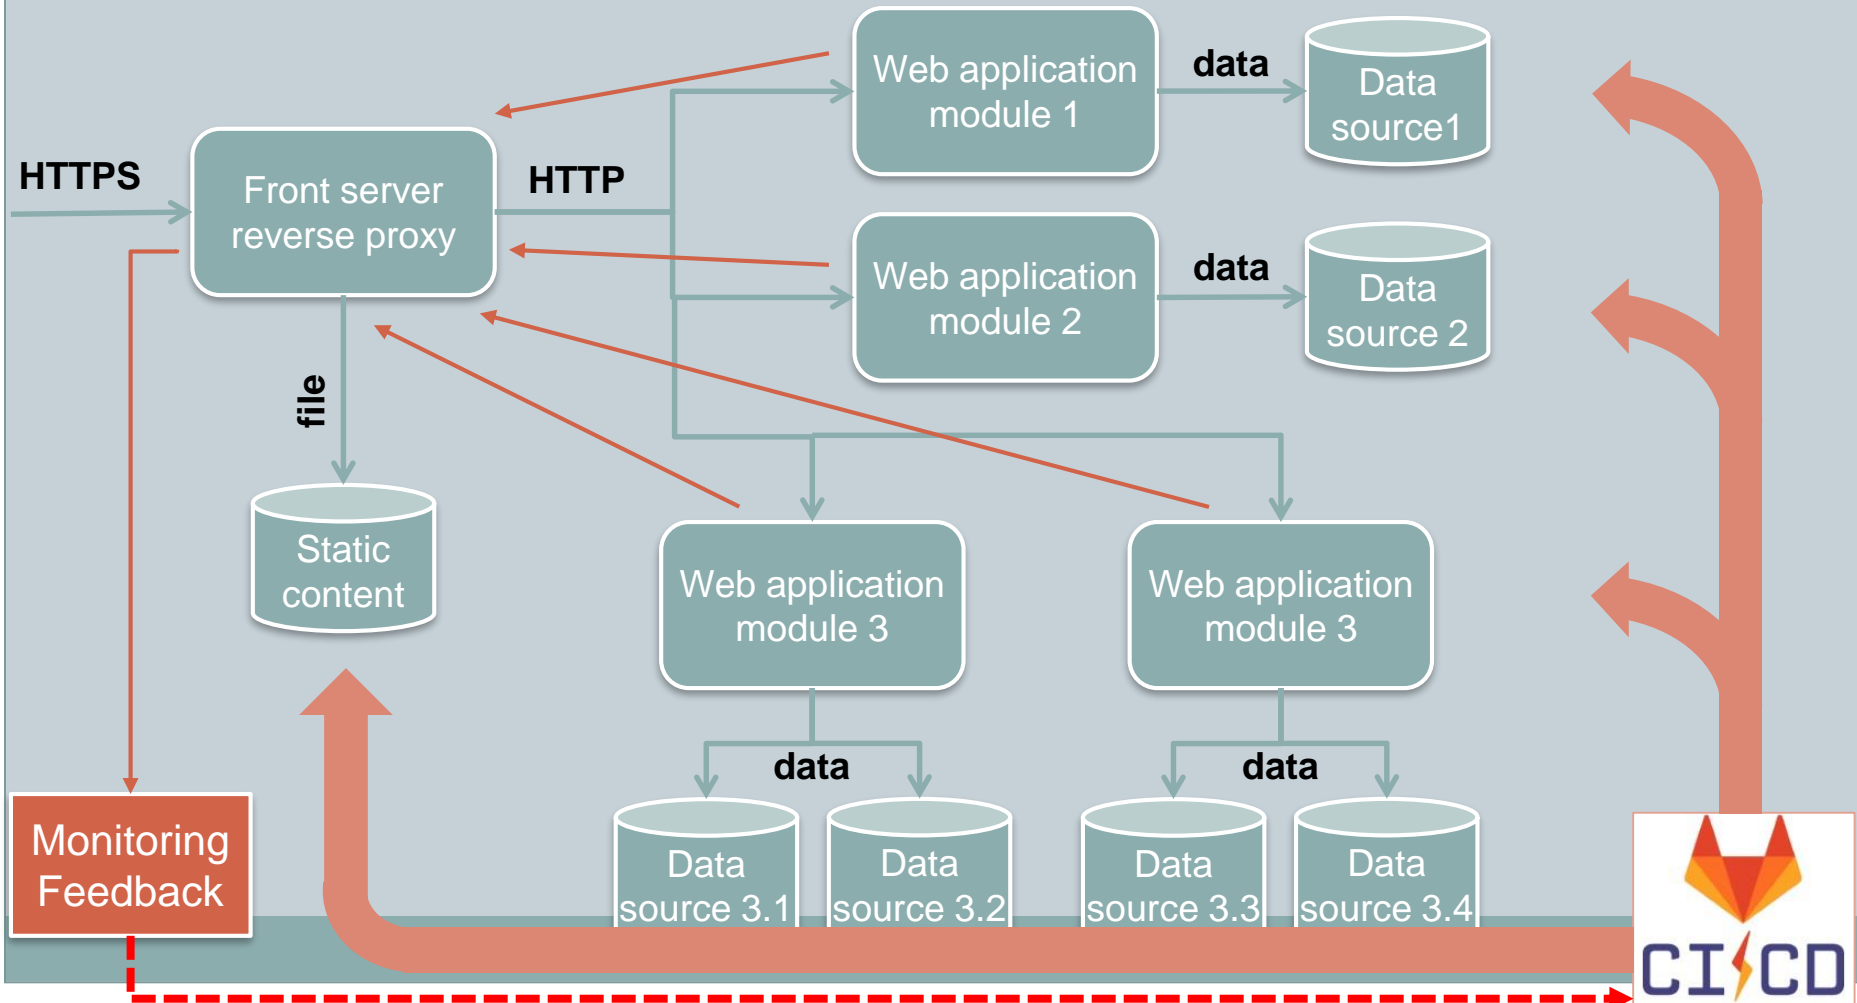 Web application
module 1
data
Data
source1
HTTPS
Front server
reverse proxy
HTTP
Web application
module 2
data
Data
source 2
file
Static
content
Web application
module 3
Web application
module 3
data
data
Monitoring
Feedback
Data
source 3.1
Data
source 3.2
Data
source 3.3
Data
source 3.4
CI CD